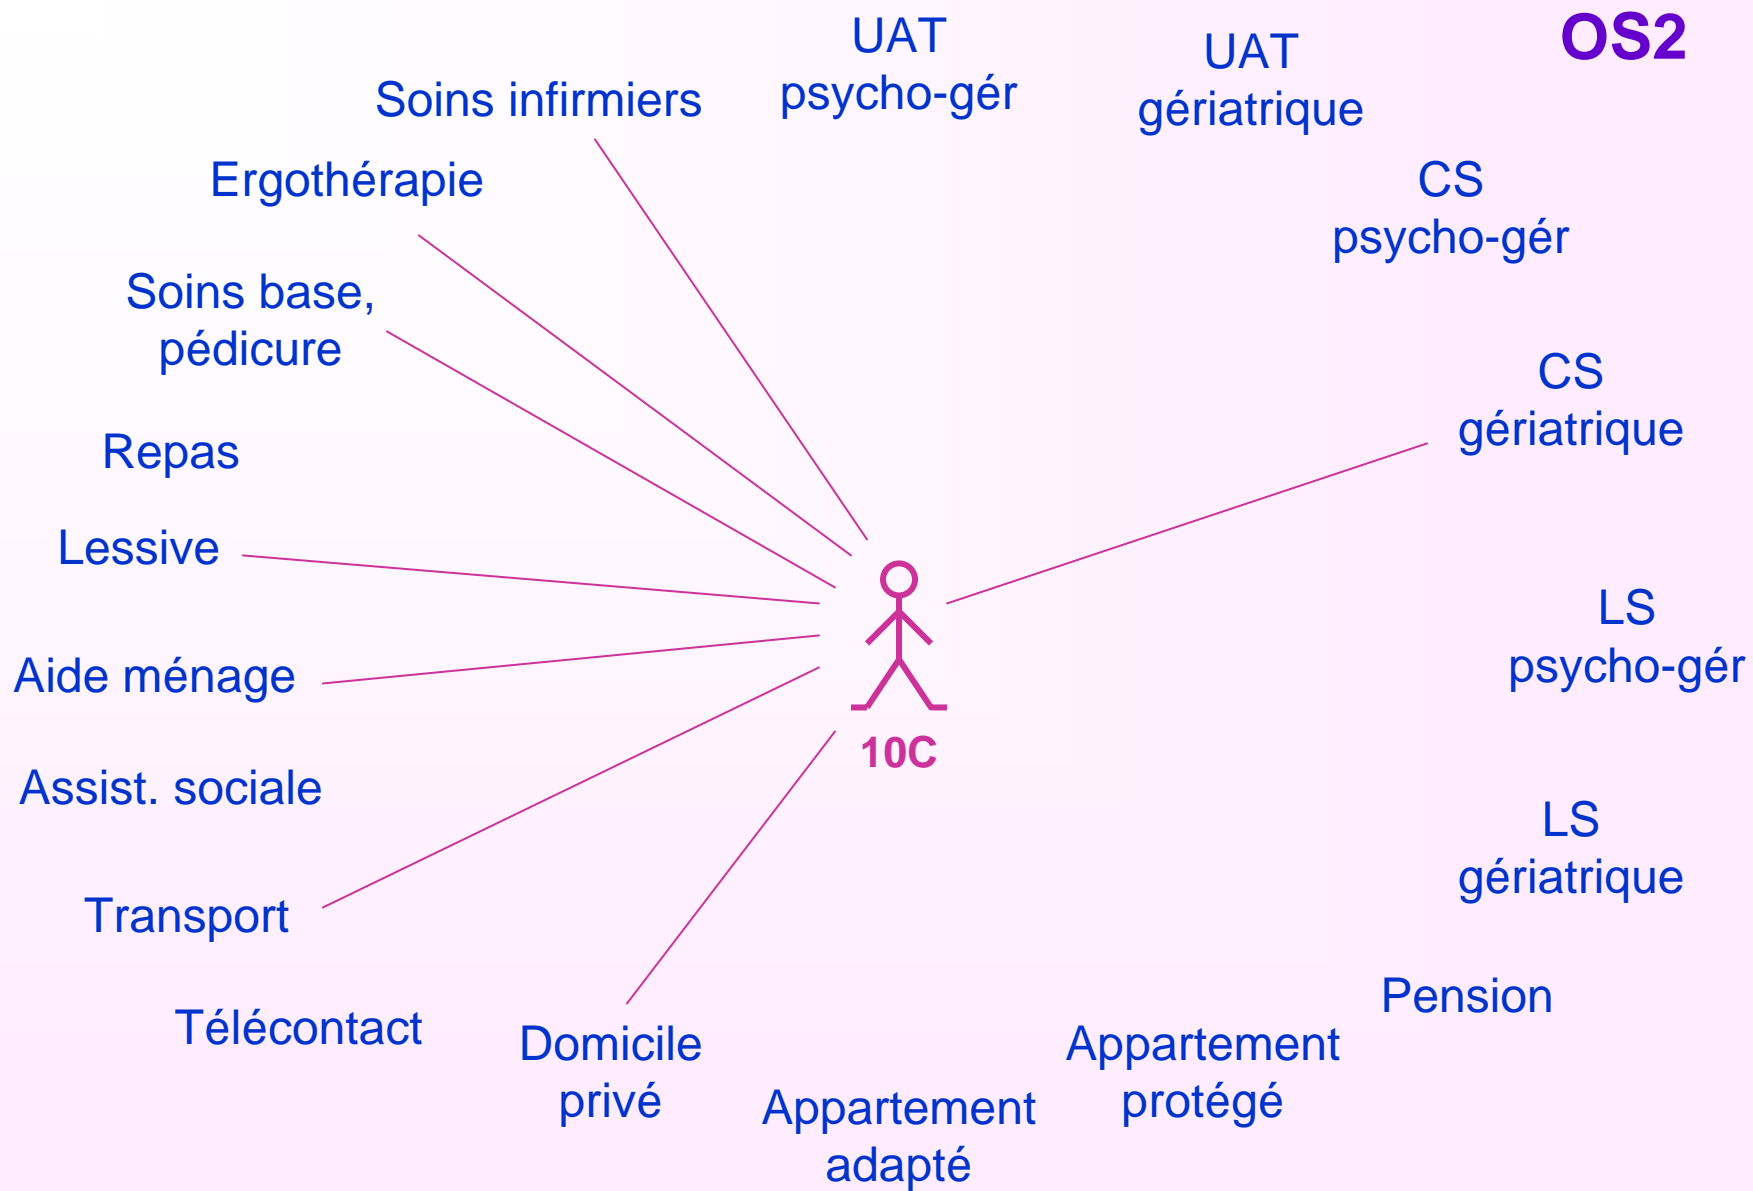 OS2
UAT
psycho-gér
UAT
gériatrique
Soins infirmiers
CS
psycho-gér
Ergothérapie
Soins base,
pédicure
CS
gériatrique
Repas
Lessive
LS
psycho-gér
Aide ménage
10C
Assist. sociale
LS
gériatrique
Transport
Pension
Télécontact
Domicile
privé
Appartement
protégé
Appartement
adapté